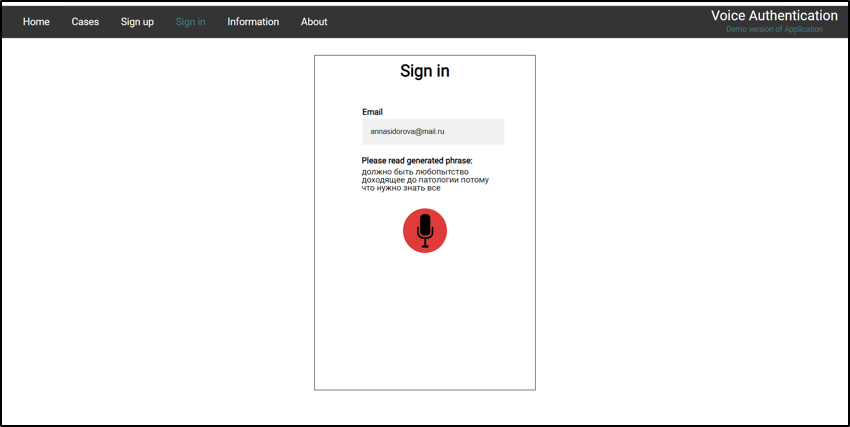 Home Cases Sign up Sign in Information About
Voice Authentication
Demo version of Application
Sign in
Email
annasidorova@mail.ru
Please read generated phrase:
должно быть любопытство
доходящее до патологии потому
что нужно знать все